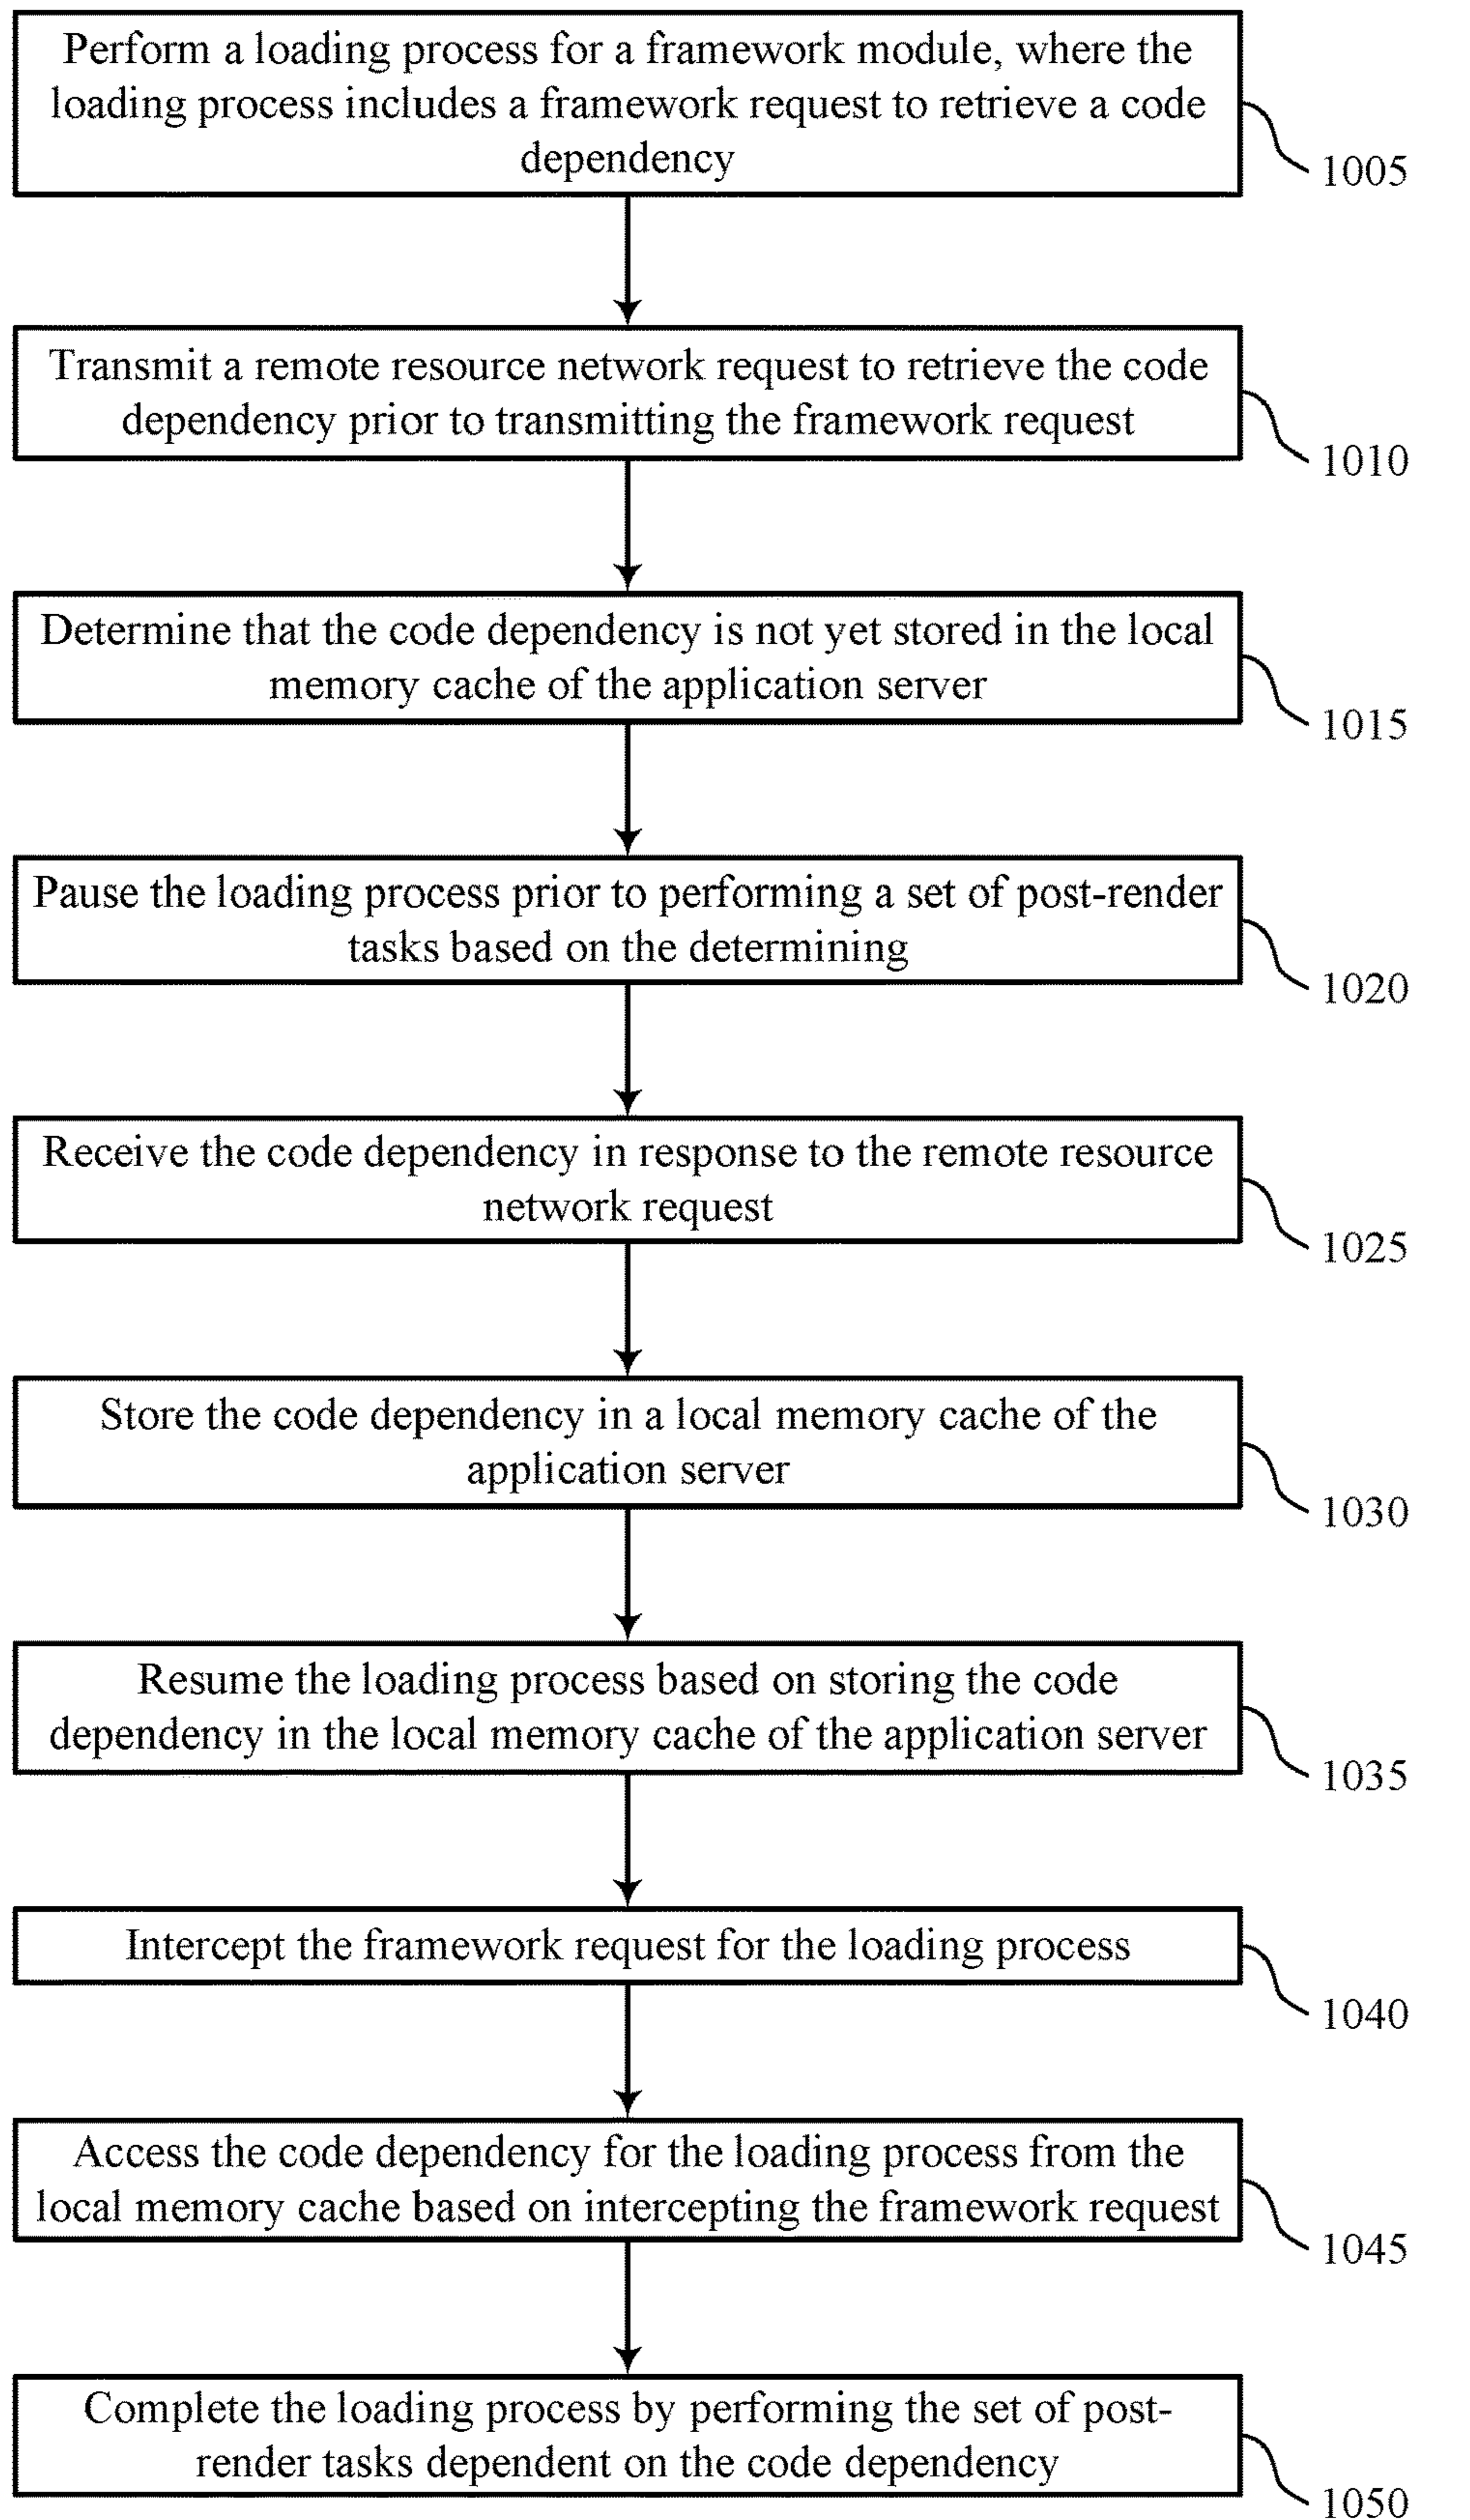 Perform a loading process for a framework module, where the
loading process includes a framework request to retrieve a code
dependency
1005
Transmit a remote resource network request to retrieve the code
dependency prior to transmitting the framework request
1010
Determine that the code dependency is not yet stored in the local
memory cache of the application server
1015
Pause the loading process prior to performing a set of post-render
tasks based on the determining
1020
Receive the code dependency in response to the remote resource
network request
1025
Store the code dependency in a local memory cache of the
application server
1030
Resume the loading process based on storing the code
dependency in the local memory cache of the application server
1035
Intercept the framework request for the loading process
1040
Access the code dependency for the loading process from the
local memory cache based on intercepting the framework request
1045
Complete the loading process by performing the set of post-
render tasks dependent on the code dependency
1050